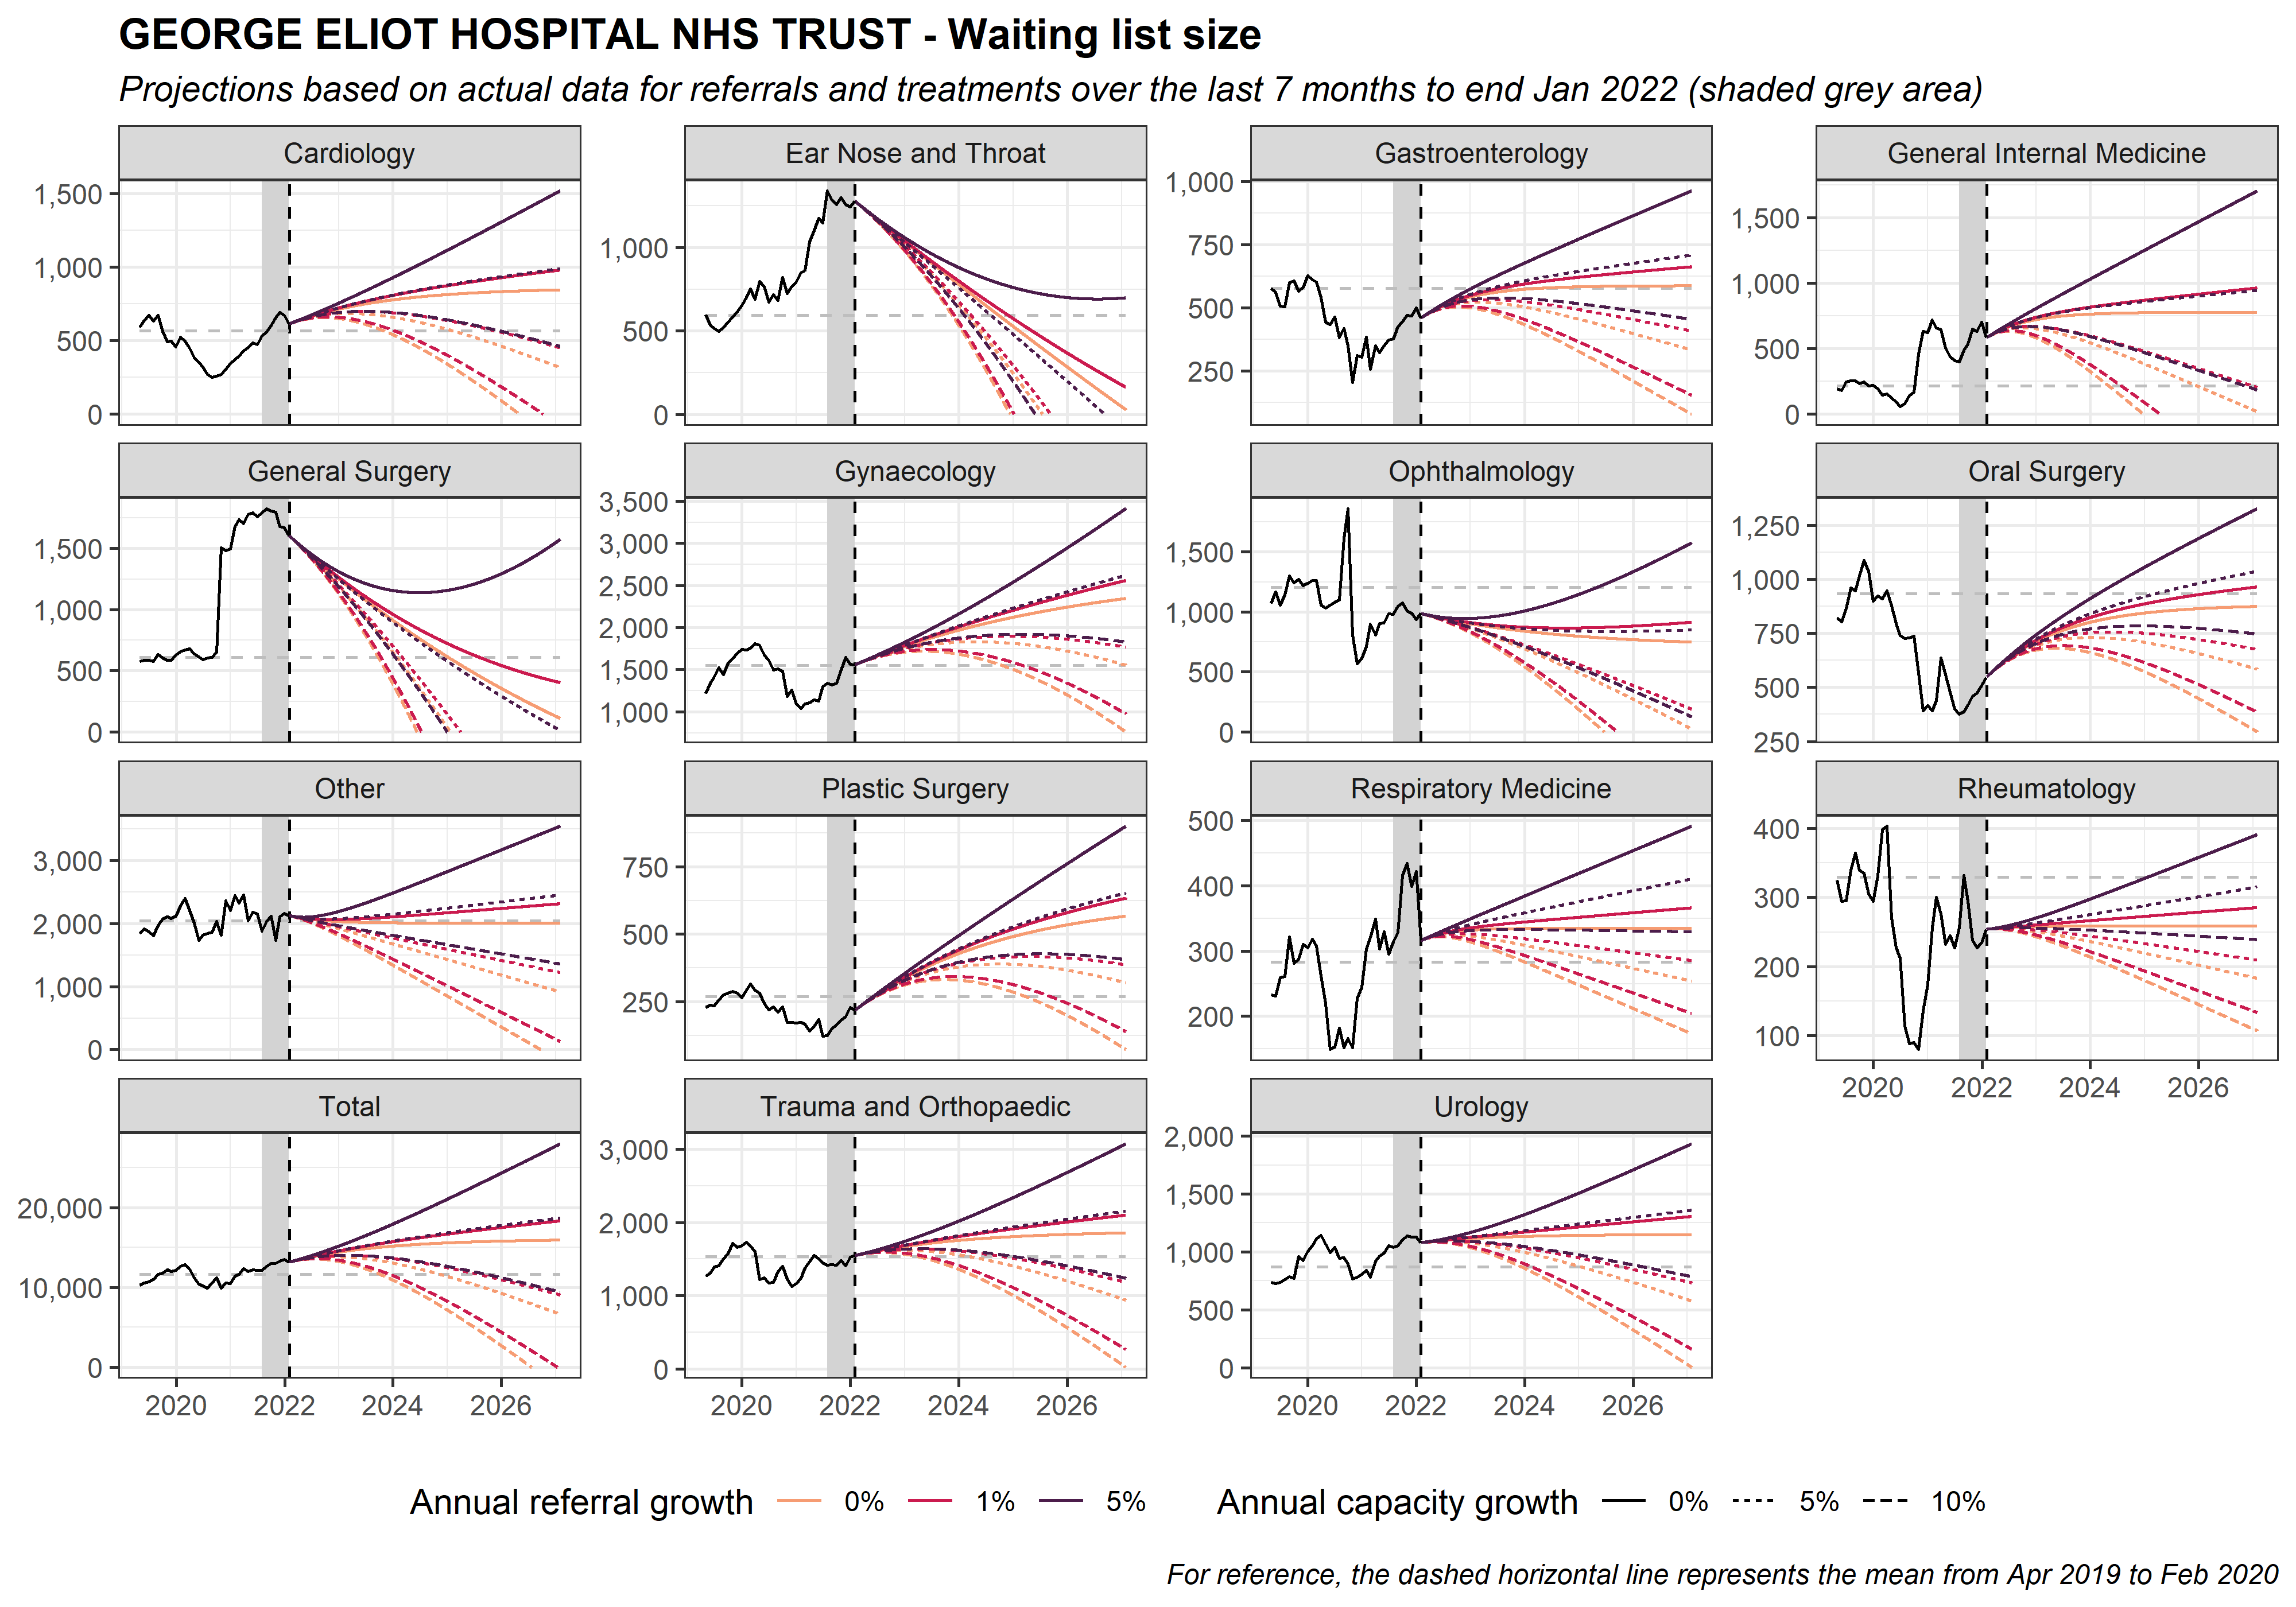 GEORGE ELIOT HOSPITAL NHS TRUST - Waiting list size
Projections based on actual data for referrals and treatments over the last 7 months to end Jan 2022 (shaded grey area)
Cardiology
1,500
1,000
500
0
Ear Nose and Throat
1,000
500
0
Gastroenterology
1,000
750
500
250
General Internal Medicine
1,500
1,000
500
0
General Surgery
1,500
1,000
500
0
Gynaecology
3,500
3,000
2,500
2,000
1,500
1,000
Ophthalmology
1,500
1,000
500
0
Oral Surgery
1,250
1,000
750
500
250
Other
3,000
2,000
1,000
0
Plastic Surgery
750
500
250
Respiratory Medicine
500
400
300
200
Rheumatology
400
300
200
100
2020 2022 2024 2026
Total
20,000
10,000
0
2020 2022 2024 2026
Trauma and Orthopaedic
3,000
2,000
1,000
0
2020 2022 2024 2026
Urology
2,000
1,500
1,000
500
0
2020 2022 2024 2026
Annual referral growth 0% 1% 5% Annual capacity growth 0% 5% 10%
For reference, the dashed horizontal line represents the mean from Apr 2019 to Feb 2020